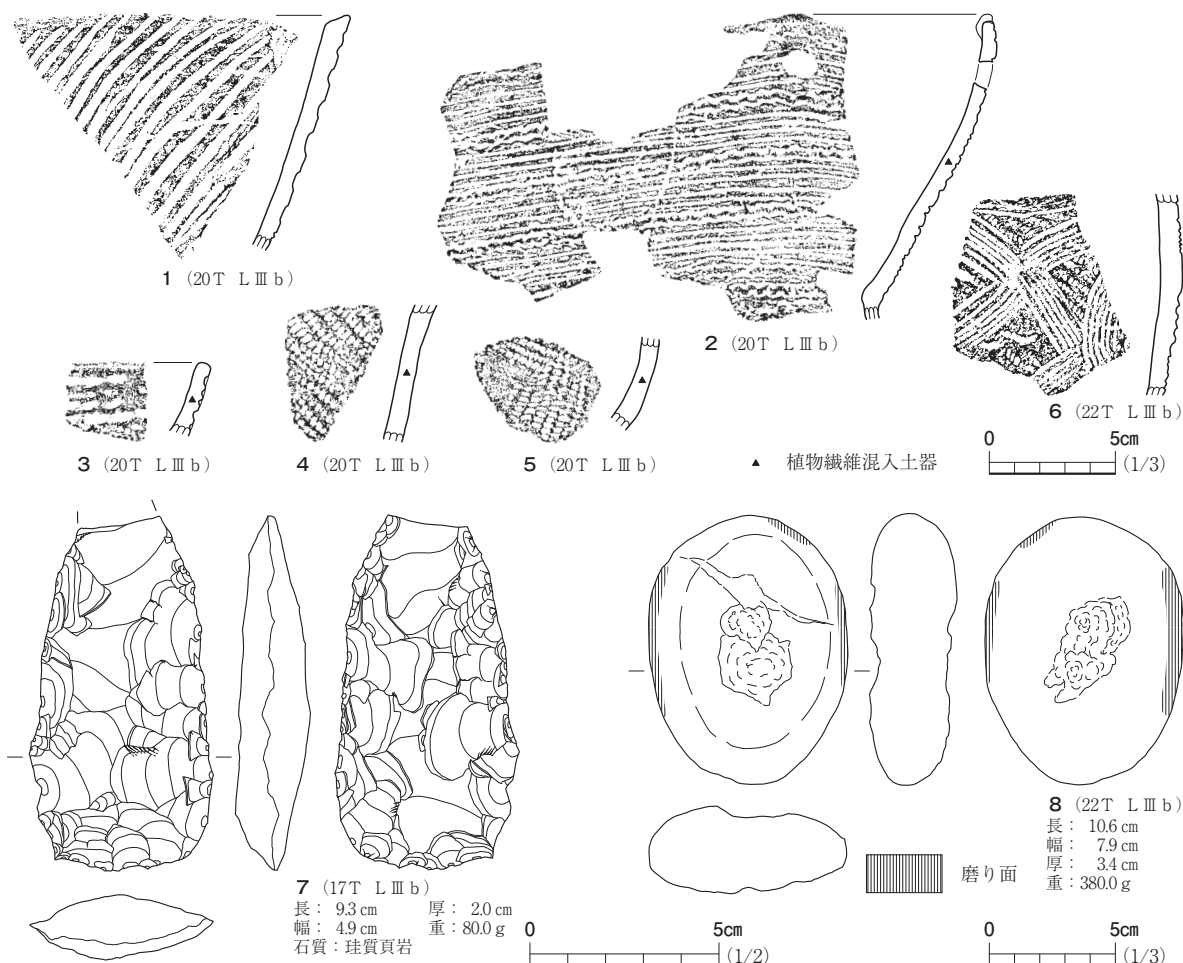 1 (20T LⅢb)
2 (20T LⅢb)
3 (20T LⅢb)
4 (20T LⅢb)
5 (20T LⅢb)
6 (22T LⅢb)
▲ 植物繊維混入土器
0 5cm
(1/3)
7 (17T LⅢb)
長：9.3 cm 厚：2.0 cm
幅：4.9 cm 重：80.0 g
石質：珪質頁岩
0 5cm
(1/2)
磨り面
8 (22T LⅢb)
長：10.6 cm
幅：7.9 cm
厚：3.4 cm
重：380.0 g
0 5cm
(1/3)